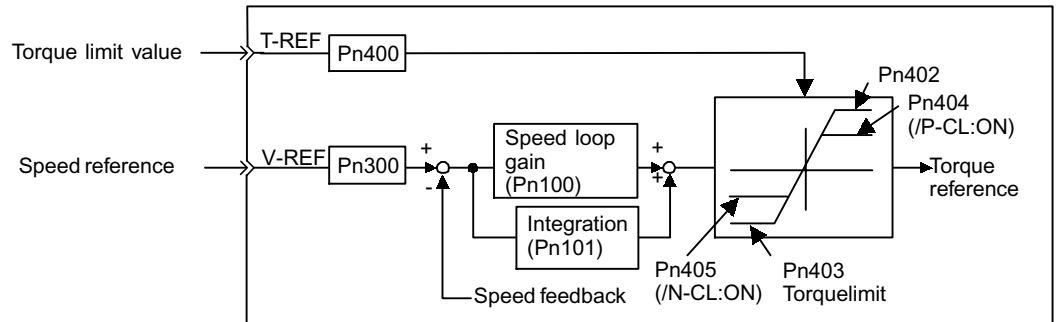 Torque limit value
T-REF
Pn400
Pn402
Pn404
(/P-CL:ON)
Speed reference
V-REF
Pn300
+
-
Speed loop
gain
(Pn100)
+
+
Torque
reference
Integration
(Pn101)
Pn405
(/N-CL:ON)
Pn403
Torquelimit
Speed feedback